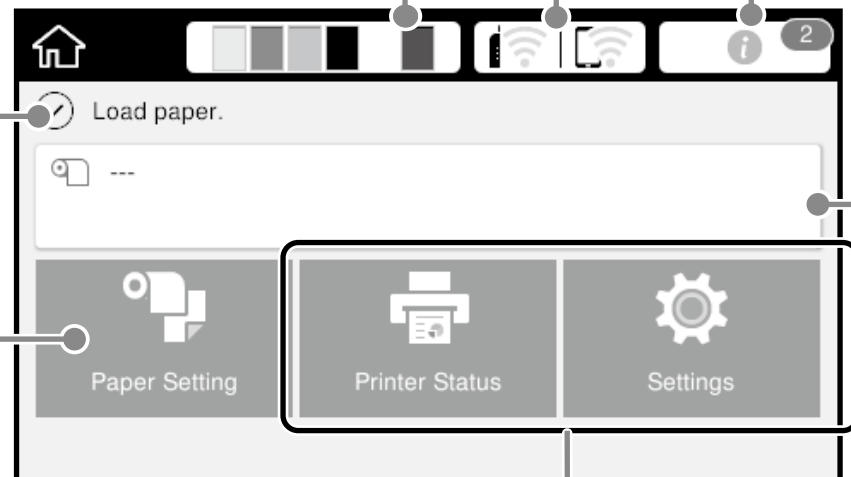 2
i
Load paper.
---
Paper Setting
Printer Status
Settings